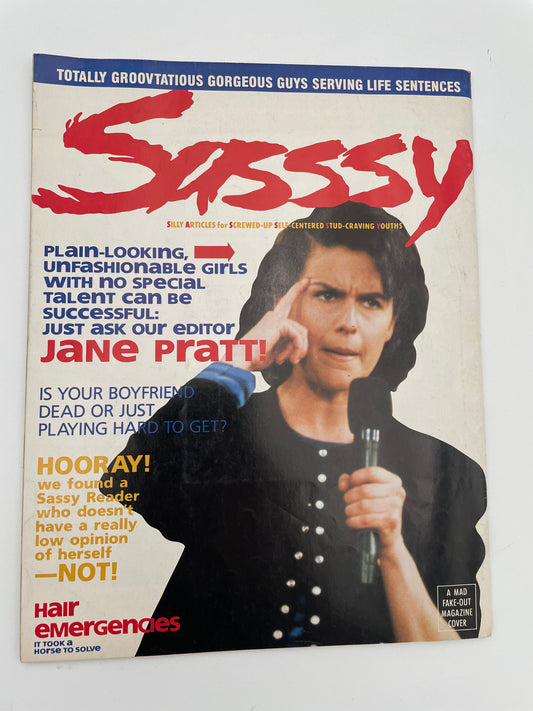 TOTALLY GROOVTATIOUS GORGEOUS GUYS SERVING LIFE SENTENCES
Sasssy
SILLY ARTICLES for SCREWED-UP SELF-CENTERED STUD-CRAVING YOUTHS
PLAIN-LOOKING,
UNFASHIONABLE GIRLS
WITH NO SPECIAL
TALENT CAN BE
SUCCESSFUL:
JUST ASK OUR EDITOR
JANE PRATT!
IS YOUR BOYFRIEND
DEAD OR JUST
PLAYING HARD TO GET?
HOORAY!
we found a
Sassy Reader
who doesn't
have a really
low opinion
of herself
—NOT!
HAIR
EMERGENCIES
IT TOOK A
HORSE TO SOLVE
A MAD
FAKE-OUT
MAGAZINE
COVER